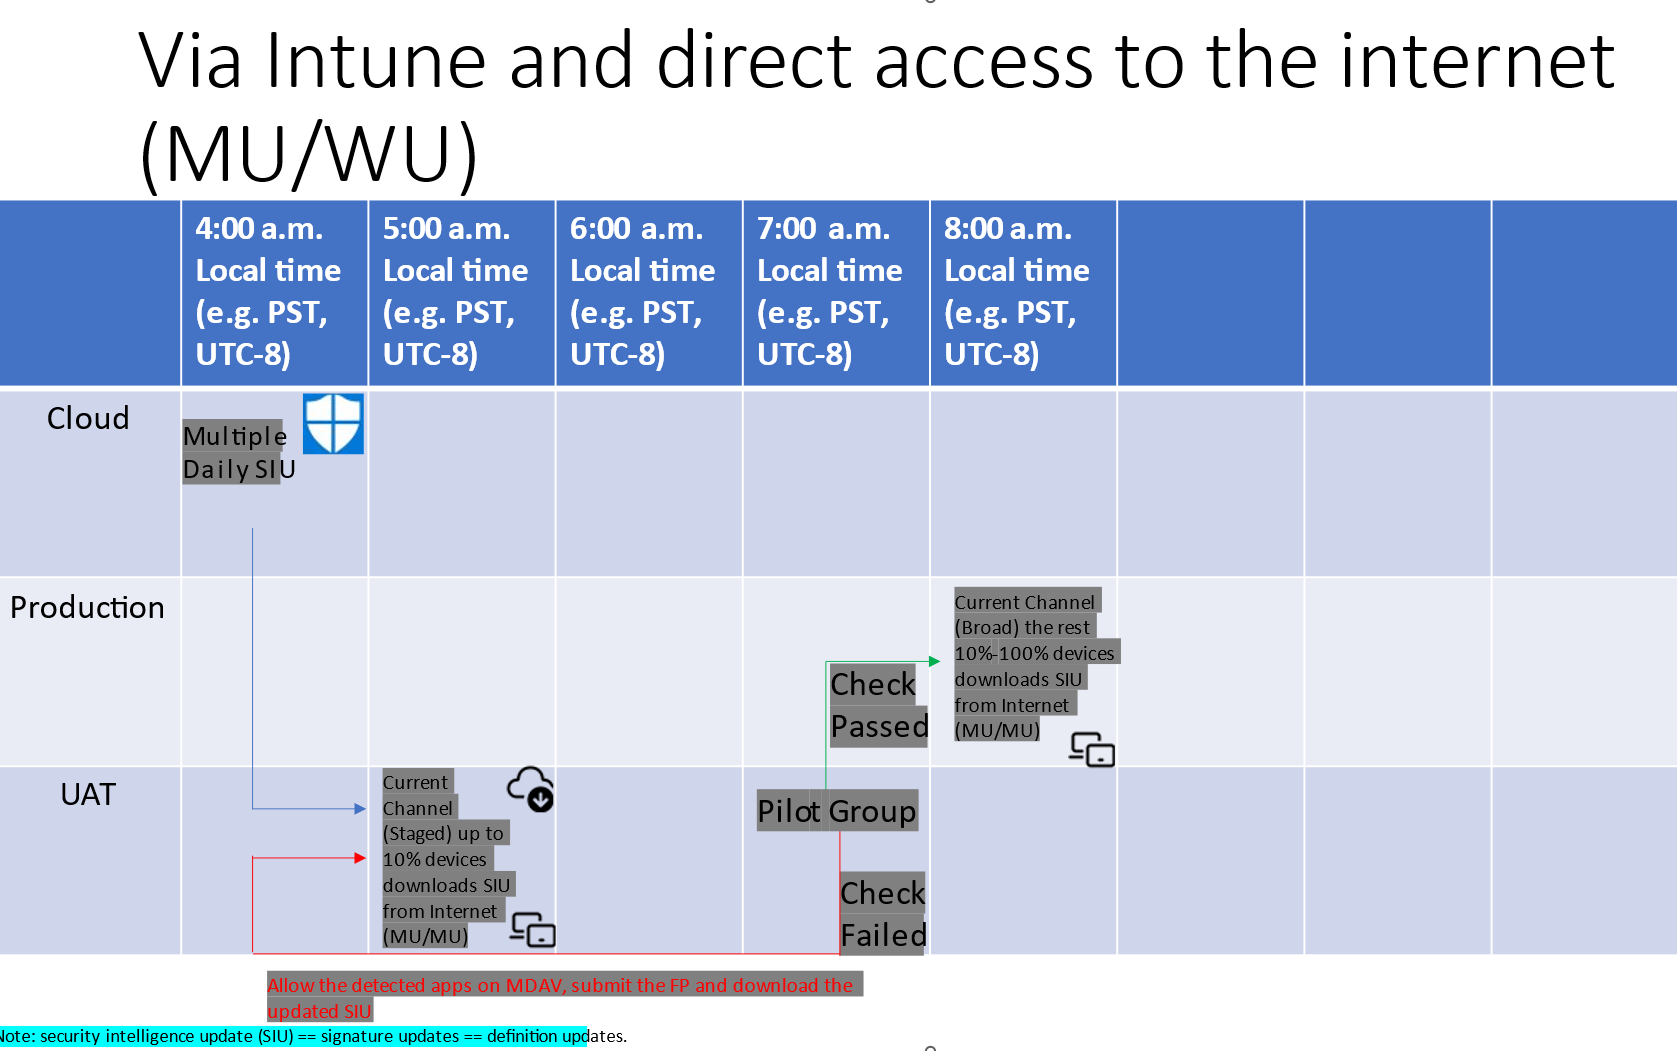 Via Intune and direct access to the internet
(MU/WU)
4:00 a.m.
Local time
(e.g. PST,
UTC-8)
5:00 a.m.
Local time
(e.g. PST,
UTC-8)
6:00 a.m.
Local time
(e.g. PST,
UTC-8)
7:00 a.m.
Local time
(e.g. PST,
UTC-8)
8:00 a.m.
Local time
(e.g. PST,
UTC-8)
Cloud
Multiple
Daily SIU
Production
Check
Passed
Current Channel
(Broad) the rest
10%-100% devices
downloads SIU
from Internet
(MU/MU)
UAT
Current
Channel
(Staged) up to
10% devices
downloads SIU
from Internet
(MU/MU)
Pilot Group
Check
Failed
Allow the detected apps on MDAV, submit the FP and download the
updated SIU
Note: security intelligence update (SIU) == signature updates == definition updates.